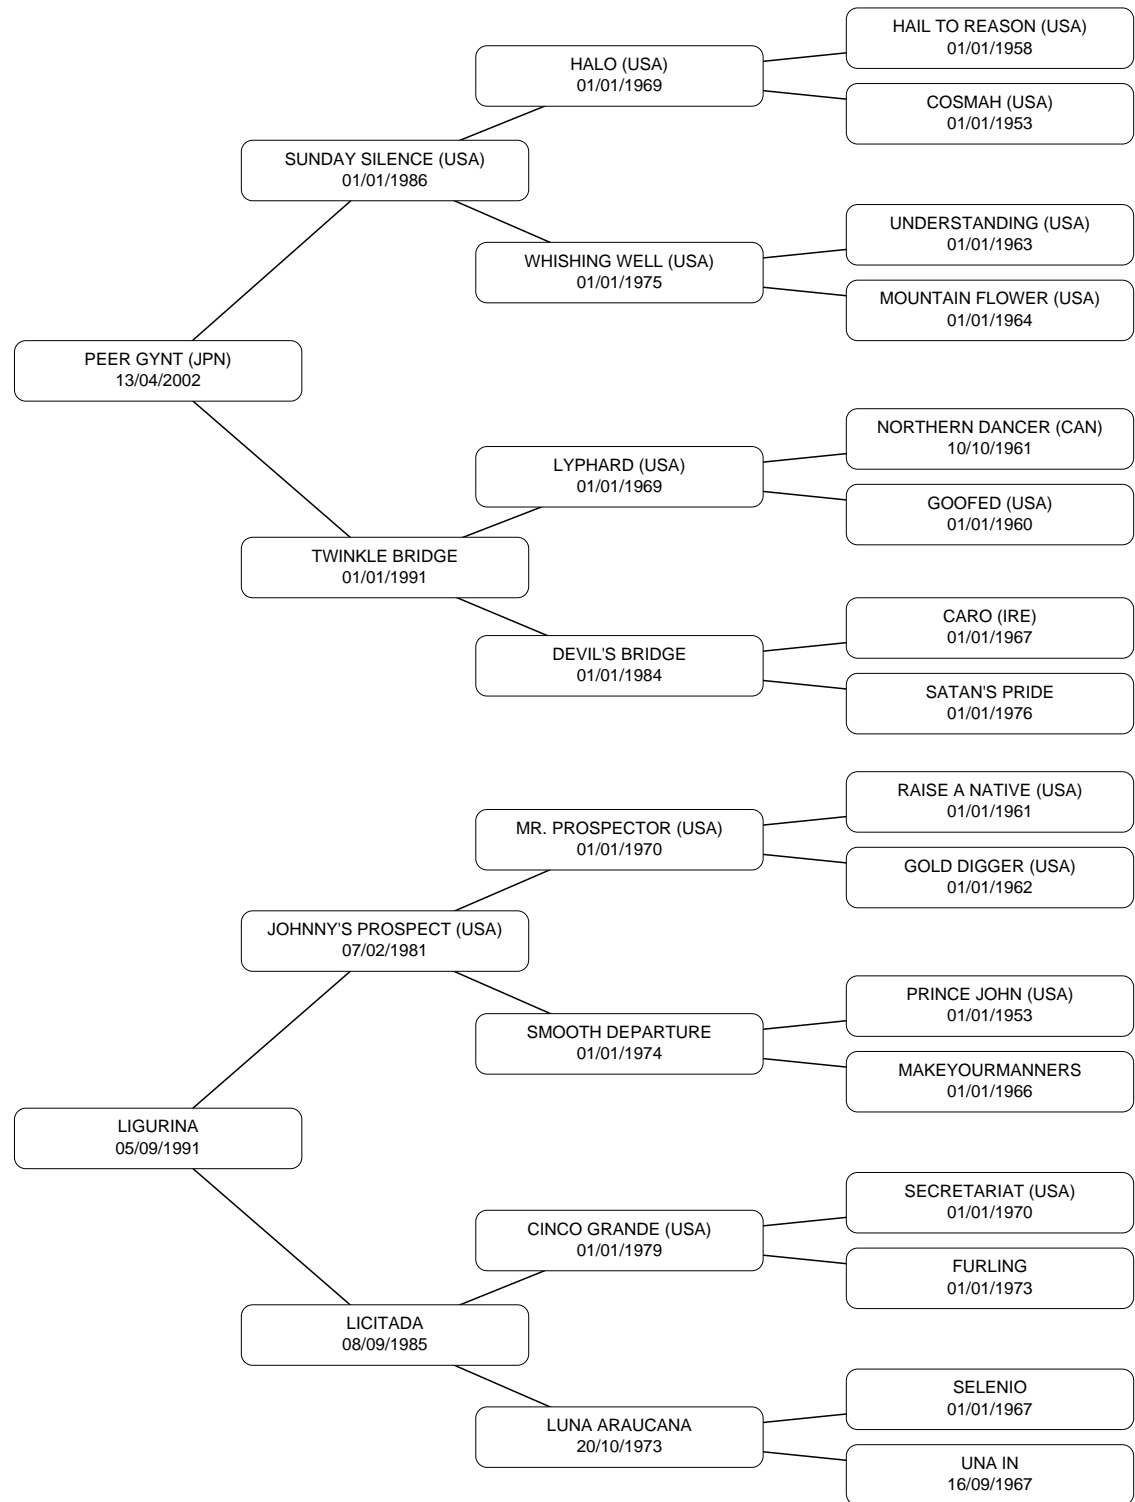 HAIL TO REASON (USA)
01/01/1958
HALO (USA)
01/01/1969
COSMAH (USA)
01/01/1953
SUNDAY SILENCE (USA)
01/01/1986
UNDERSTANDING (USA)
01/01/1963
WHISHING WELL (USA)
01/01/1975
MOUNTAIN FLOWER (USA)
01/01/1964
PEER GYNT (JPN)
13/04/2002
NORTHERN DANCER (CAN)
10/10/1961
LYPHARD (USA)
01/01/1969
GOOFED (USA)
01/01/1960
TWINKLE BRIDGE
01/01/1991
CARO (IRE)
01/01/1967
DEVIL'S BRIDGE
01/01/1984
SATAN'S PRIDE
01/01/1976
RAISE A NATIVE (USA)
01/01/1961
MR. PROSPECTOR (USA)
01/01/1970
GOLD DIGGER (USA)
01/01/1962
JOHNNY'S PROSPECT (USA)
07/02/1981
PRINCE JOHN (USA)
01/01/1953
SMOOTH DEPARTURE
01/01/1974
MAKEYOURMANNERS
01/01/1966
LIGURINA
05/09/1991
SECRETARIAT (USA)
01/01/1970
CINCO GRANDE (USA)
01/01/1979
FURLING
01/01/1973
LICITADA
08/09/1985
SELENIO
01/01/1967
LUNA ARAUCANA
20/10/1973
UNA IN
16/09/1967